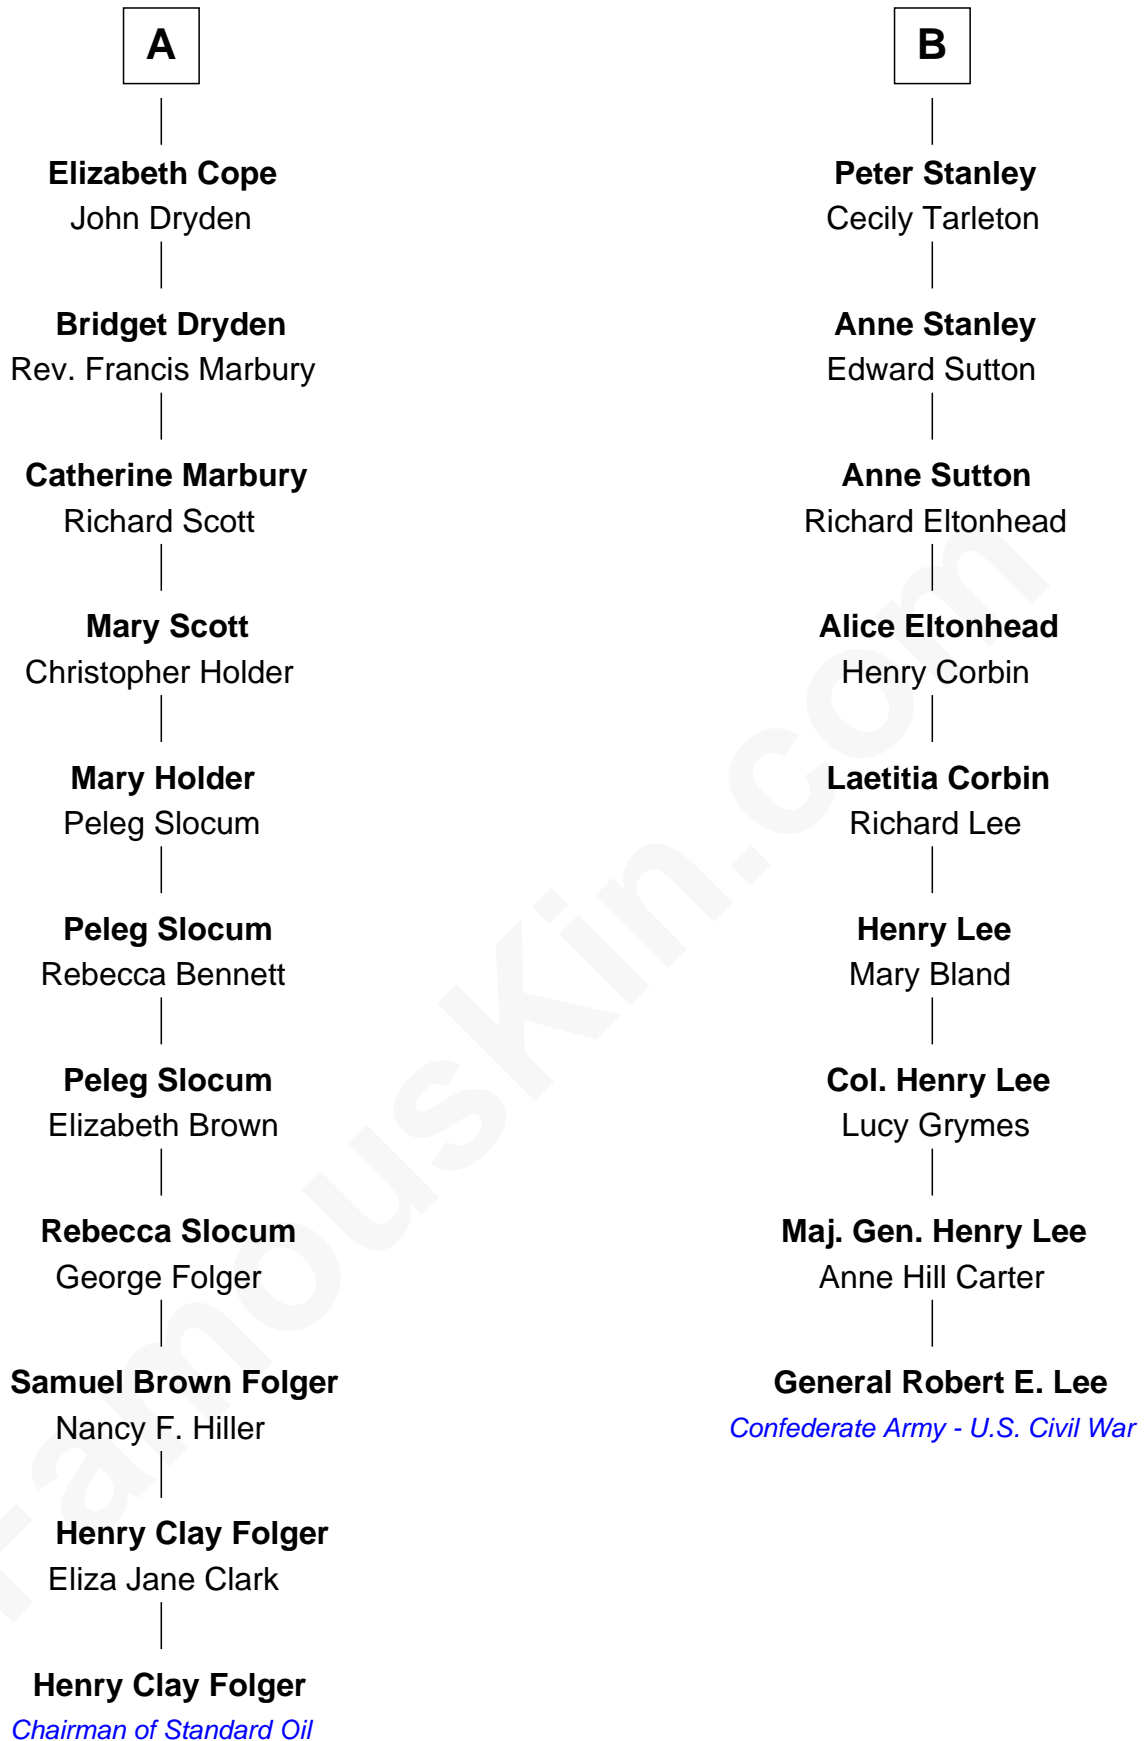 A
Elizabeth Cope
John Dryden
Bridget Dryden
Rev. Francis Marbury
Catherine Marbury
Richard Scott
Mary Scott
Christopher Holder
Mary Holder
Peleg Slocum
Peleg Slocum
Rebecca Bennett
Peleg Slocum
Elizabeth Brown
Rebecca Slocum
George Folger
Samuel Brown Folger
Nancy F. Hiller
Henry Clay Folger
Eliza Jane Clark
Henry Clay Folger
Chairman of Standard Oil
B
Peter Stanley
Cecily Tarleton
Anne Stanley
Edward Sutton
Anne Sutton
Richard Eltonhead
Alice Eltonhead
Henry Corbin
Laetitia Corbin
Richard Lee
Henry Lee
Mary Bland
Col. Henry Lee
Lucy Grymes
Maj. Gen. Henry Lee
Anne Hill Carter
General Robert E. Lee
Confederate Army - U.S. Civil War
FamousKin.com